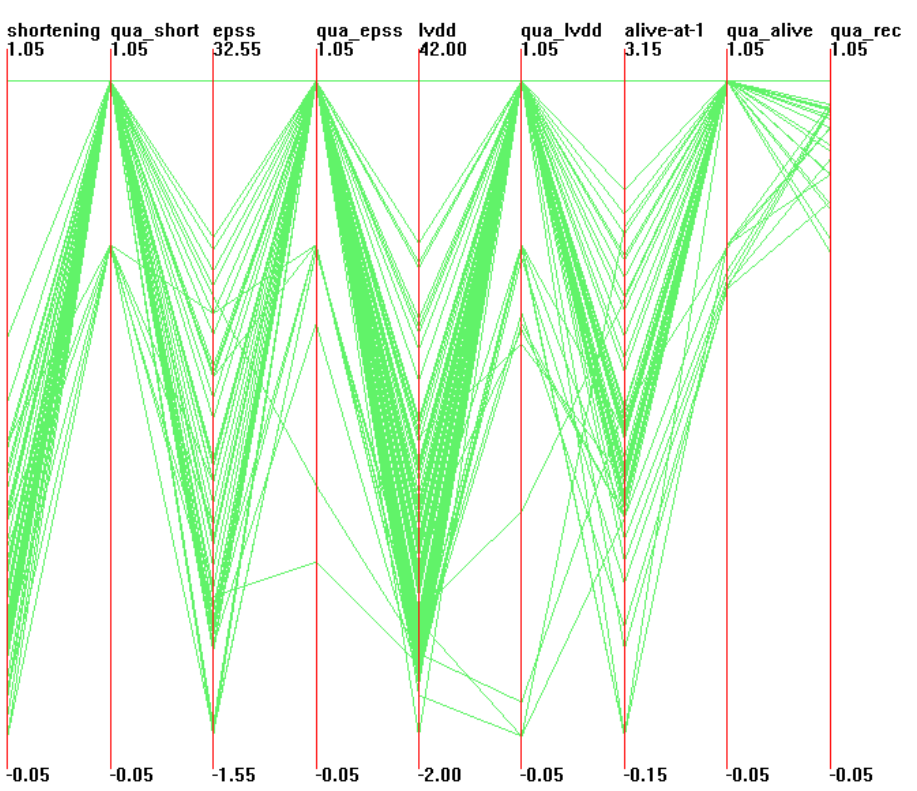 shortening qua_short epss qua_epss lvdd qua_lvdd alive-at-1 qua_alive qua_rec
1.05 1.05 32.55 1.05 42.00 1.05 3.15 1.05 1.05
-0.05 -0.05 -1.55 -0.05 -2.00 -0.05 -0.15 -0.05 -0.05